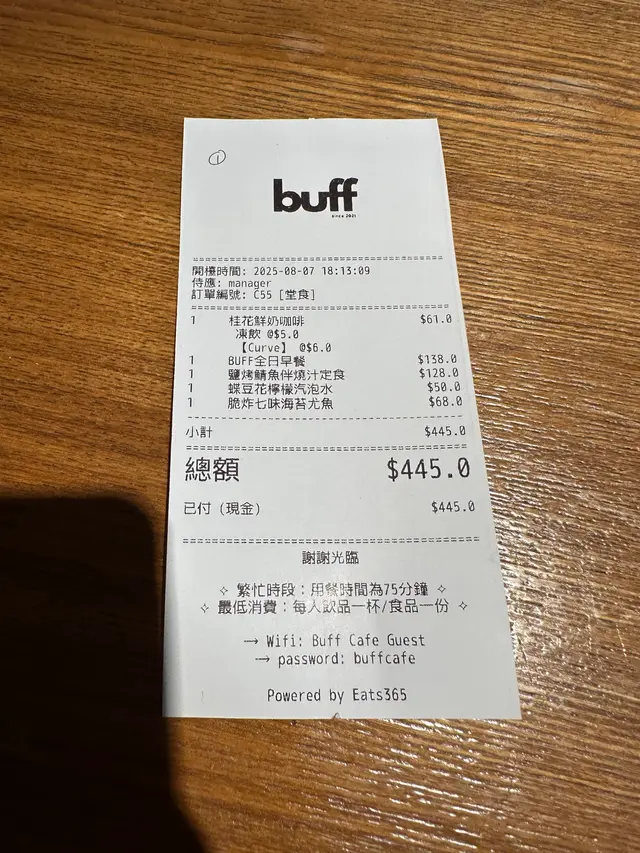 ①
buff
since 2021
開檯時間: 2025-08-07 18:13:09
侍應: manager
訂單編號: C55 [堂食]
1 桂花鮮奶咖啡 $61.0
凍飲 @$5.0
【Curve】 @$6.0
1 BUFF全日早餐 $138.0
1 鹽烤鯖魚伴燒汁定食 $128.0
1 蝶豆花檸檬汽泡水 $50.0
1 脆炸七味海苔尤魚 $68.0
小計 $445.0
總額 $445.0
已付 (現金) $445.0
謝謝光臨
✧ 繁忙時段：用餐時間為75分鐘 ✧
✧ 最低消費：每人飲品一杯/食品一份 ✧
→ Wifi: Buff Cafe Guest
→ password: buffcafe
Powered by Eats365